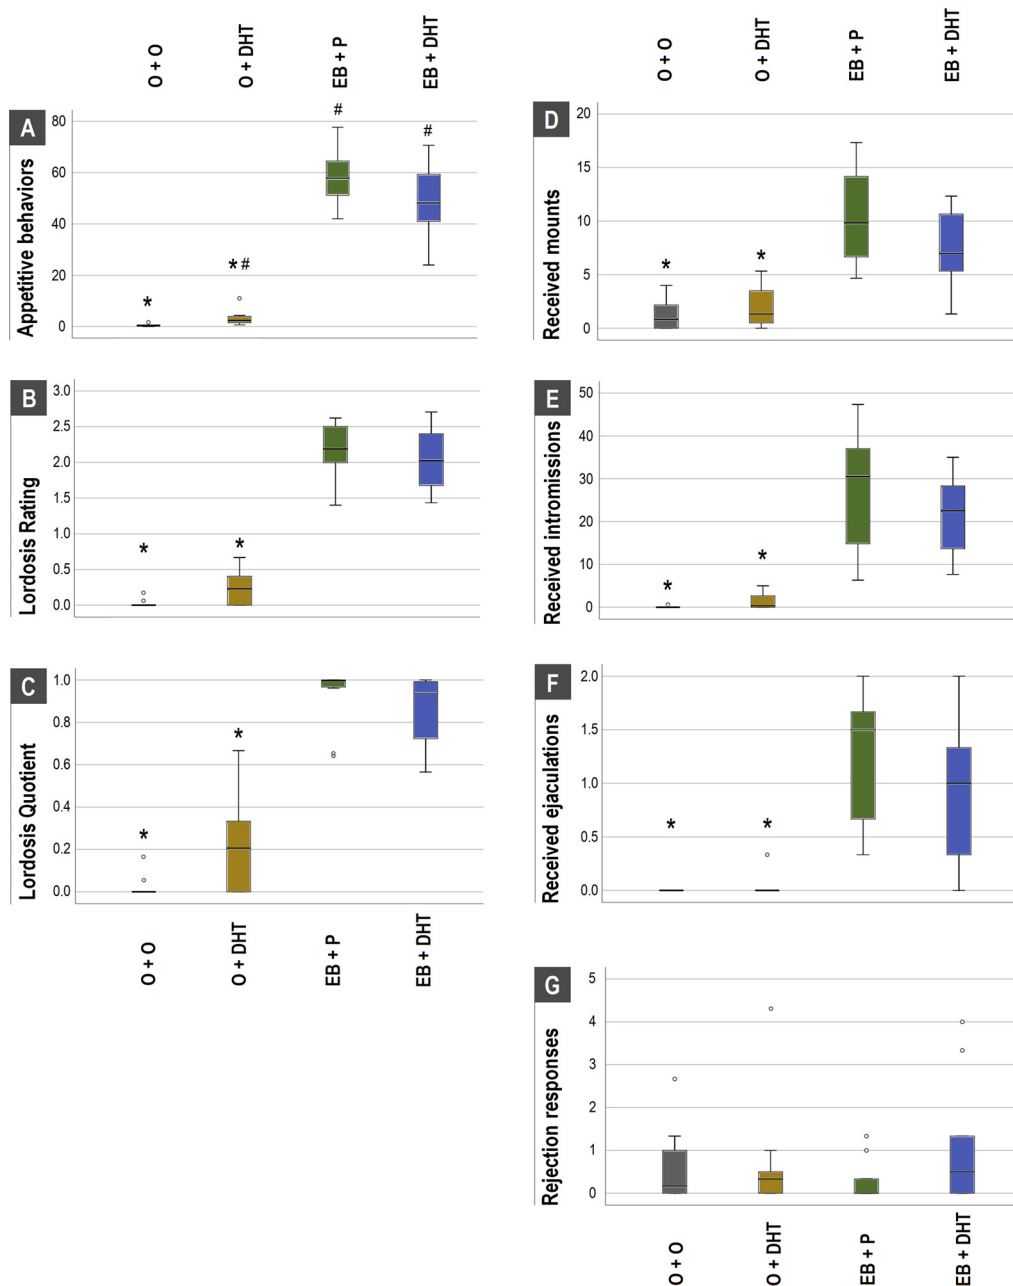 O + O
O + DHT
EB + P
EB + DHT
A
Appetitive behaviors
80
60
40
20
0
*
* #
#
#
B
Lordosis Rating
3.0
2.5
2.0
1.5
1.0
0.5
0.0
*
*
C
Lordosis Quotient
1.0
0.8
0.6
0.4
0.2
0.0
*
*
O + O
O + DHT
EB + P
EB + DHT
O + O
O + DHT
EB + P
EB + DHT
D
Received mounts
20
15
10
5
0
*
*
E
Received intromissions
50
40
30
20
10
0
*
*
F
Received ejaculations
2.0
1.5
1.0
0.5
0.0
*
*
G
Rejection responses
5
4
3
2
1
0
O + O
O + DHT
EB + P
EB + DHT